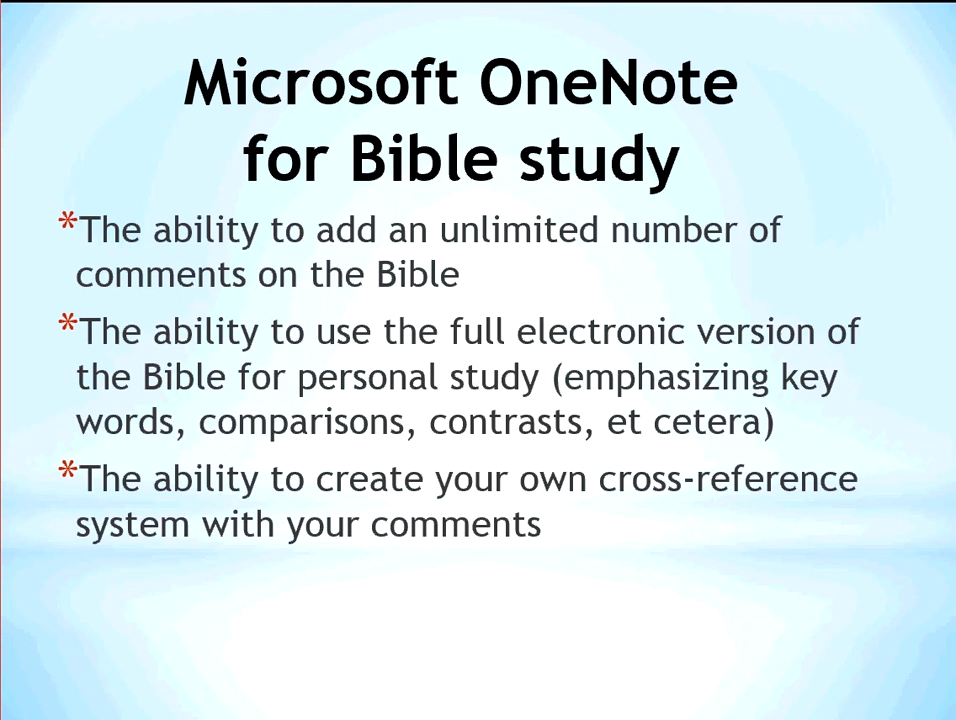 Microsoft OneNote
for Bible study
*The ability to add an unlimited number of
comments on the Bible
*The ability to use the full electronic version of
the Bible for personal study (emphasizing key
words, comparisons, contrasts, et cetera)
*The ability to create your own cross-reference
system with your comments